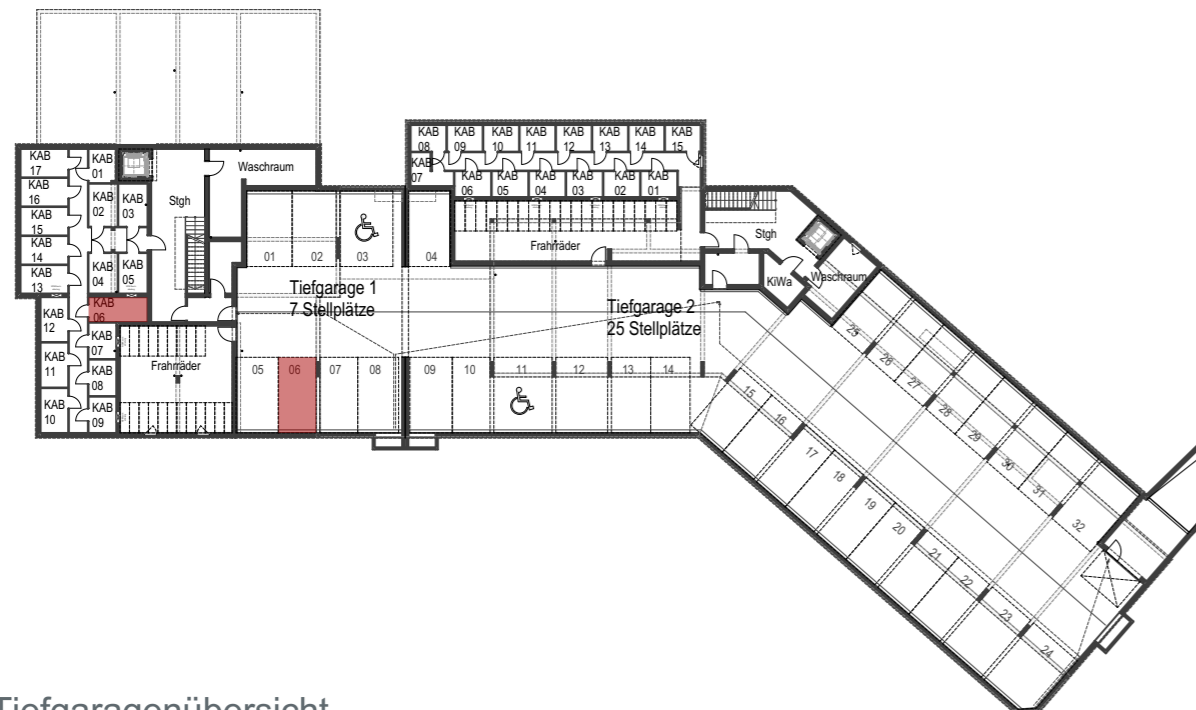 KAB 08
KAB 09
KAB 10
KAB 11
KAB 12
KAB 13
KAB 14
KAB 15
KAB 07
KAB 06
KAB 05
KAB 04
KAB 03
KAB 02
KAB 01
KAB 17
KAB 01
KAB 16
KAB 02
KAB 03
KAB 15
KAB 14
KAB 04
KAB 05
KAB 13
KAB 06
KAB 12
KAB 07
KAB 11
KAB 08
KAB 10
KAB 09
Waschraum
Stgh
Frahrräder
01
02
03
04
Tiefgarage 1
7 Stellplätze
Frahrräder
Stgh
KiWa
Waschraum
Tiefgarage 2
25 Stellplätze
05
06
07
08
09
10
11
12
13
14
15
16
17
18
19
20
21
22
23
24
25
26
27
28
29
30
31
32
Tiefgaragenübersicht